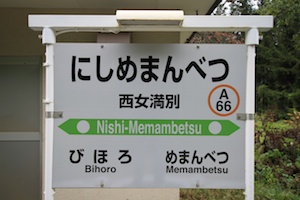 にしめまんべつ
西女満別
A
66
Nishi-Memambetsu
びほろ めまんべつ
Bihoro Memambetsu